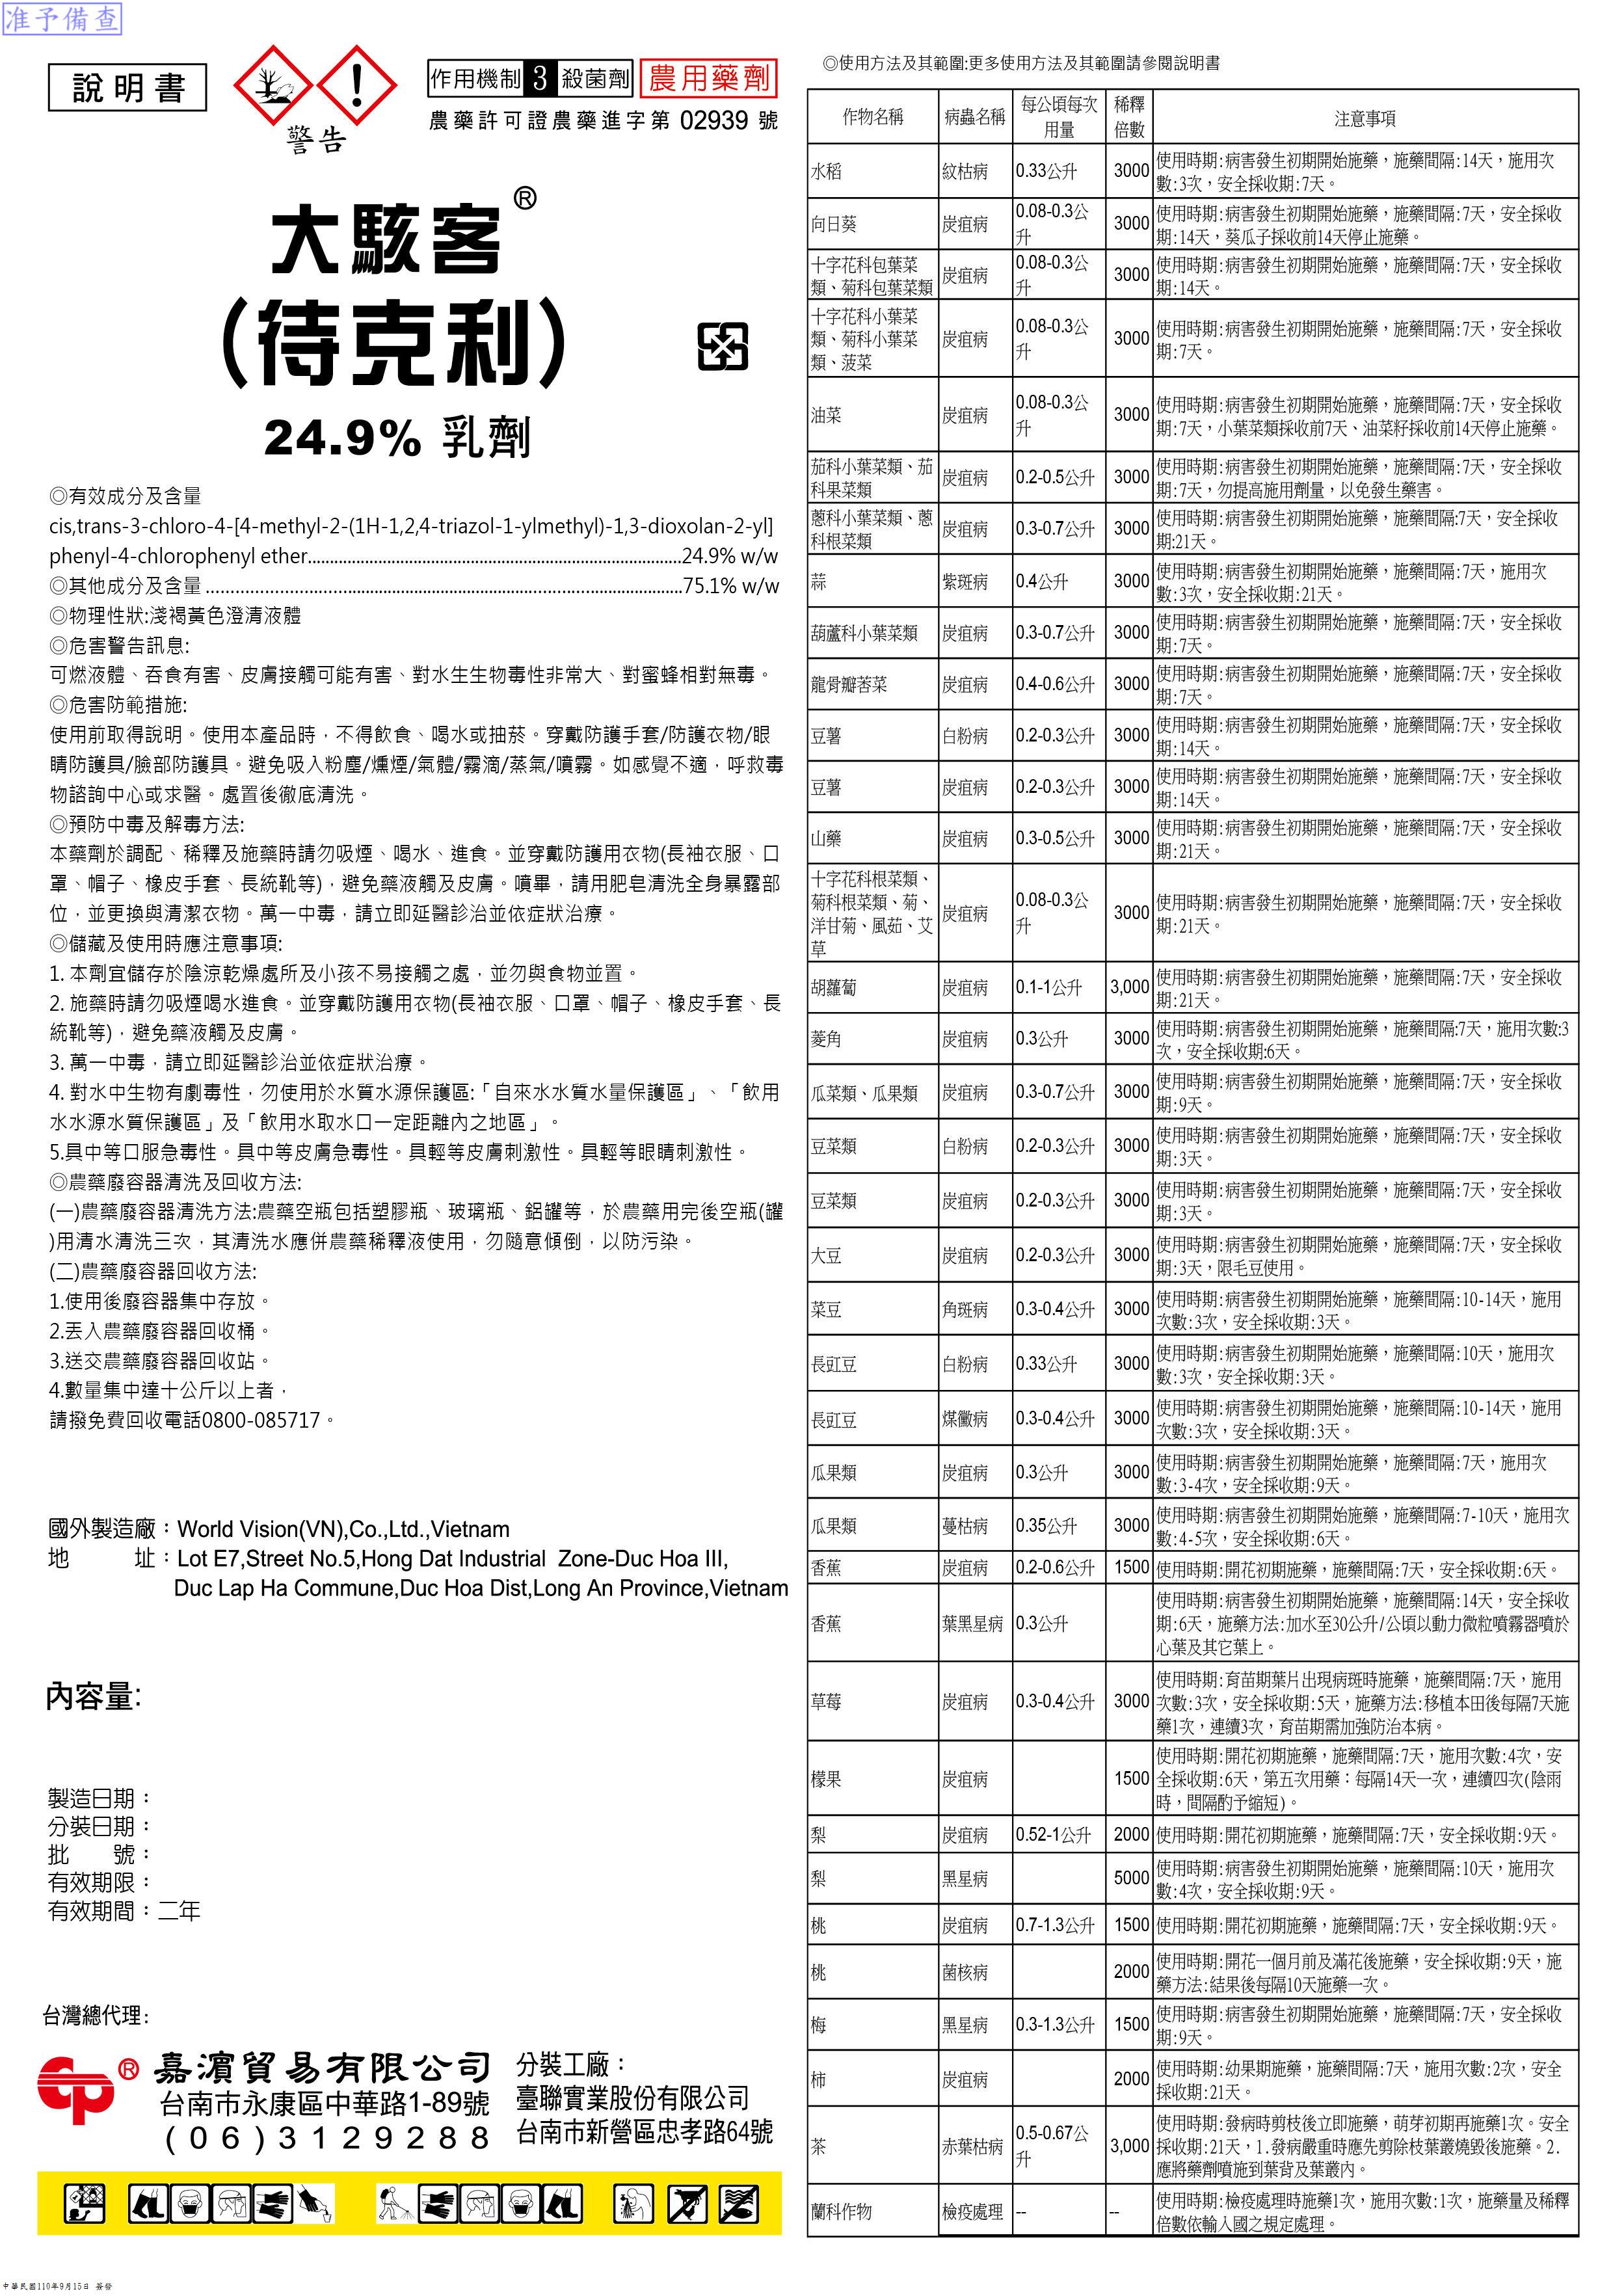 准予備查
說明書
警告
作用機制 3 殺菌劑 農用藥劑
農藥許可證農藥進字第 02939 號
大駭客®
(待克利)
24.9% 乳劑
◎有效成分及含量
cis,trans-3-chloro-4-[4-methyl-2-(1H-1,2,4-triazol-1-ylmethyl)-1,3-dioxolan-2-yl]
phenyl-4-chlorophenyl ether....................................................................................24.9% w/w
◎其他成分及含量 ...........................................................................................................75.1% w/w
◎物理性狀:淺褐黃色澄清液體
◎危害警告訊息:
可燃液體、吞食有害、皮膚接觸可能有害、對水生生物毒性非常大、對蜜蜂相對無毒。
◎危害防範措施:
使用前取得說明。使用本產品時，不得飲食、喝水或抽菸。穿戴防護手套/防護衣物/眼
睛防護具/臉部防護具。避免吸入粉塵/燻煙/氣體/霧滴/蒸氣/噴霧。如感覺不適，呼救毒
物諮詢中心或求醫。處置後徹底清洗。
◎預防中毒及解毒方法:
本藥劑於調配、稀釋及施藥時請勿吸煙、喝水、進食。並穿戴防護用衣物(長袖衣服、口
罩、帽子、橡皮手套、長統靴等)，避免藥液觸及皮膚。噴畢，請用肥皂清洗全身暴露部
位，並更換與清潔衣物。萬一中毒，請立即延醫診治並依症狀治療。
◎儲藏及使用時應注意事項:
1. 本劑宜儲存於陰涼乾燥處所及小孩不易接觸之處，並勿與食物並置。
2. 施藥時請勿吸煙喝水進食。並穿戴防護用衣物(長袖衣服、口罩、帽子、橡皮手套、長
統靴等)，避免藥液觸及皮膚。
3. 萬一中毒，請立即延醫診治並依症狀治療。
4. 對水中生物有劇毒性，勿使用於水質水源保護區:「自來水水質水量保護區」、「飲用
水水源水質保護區」及「飲用水取水口一定距離內之地區」。
5.具中等口服急毒性。具中等皮膚急毒性。具輕等皮膚刺激性。具輕等眼睛刺激性。
◎農藥廢容器清洗及回收方法:
(一)農藥廢容器清洗方法:農藥空瓶包括塑膠瓶、玻璃瓶、鋁罐等，於農藥用完後空瓶(罐
)用清水清洗三次，其清洗水應併農藥稀釋液使用，勿隨意傾倒，以防污染。
(二)農藥廢容器回收方法:
1.使用後廢容器集中存放。
2.丟入農藥廢容器回收桶。
3.送交農藥廢容器回收站。
4.數量集中達十公斤以上者，
請撥免費回收電話0800-085717。
國外製造廠：World Vision(VN),Co.,Ltd.,Vietnam
地　　址：Lot E7,Street No.5,Hong Dat Industrial Zone-Duc Hoa III,
Duc Lap Ha Commune,Duc Hoa Dist,Long An Province,Vietnam
內容量:
製造日期：
分裝日期：
批　　號：
有效期限：
有效期間：二年
台灣總代理:
CP®
嘉濱貿易有限公司
台南市永康區中華路1-89號
(06)3129288
分裝工廠：
臺聯實業股份有限公司
台南市新營區忠孝路64號
◎使用方法及其範圍:更多使用方法及其範圍請參閱說明書
作物名稱 病蟲名稱 每公頃每次 稀釋 注意事項
用量 倍數
水稻 紋枯病 0.33公升 3000 使用時期:病害發生初期開始施藥，施藥間隔:14天，施用次
數:3次，安全採收期:7天。
向日葵 炭疽病 0.08-0.3公升 3000 使用時期:病害發生初期開始施藥，施藥間隔:7天，安全採收
期:14天，葵瓜子採收前14天停止施藥。
十字花科包葉菜
類、菊科包葉菜類 炭疽病 0.08-0.3公升 3000 使用時期:病害發生初期開始施藥，施藥間隔:7天，安全採收
期:14天。
十字花科小葉菜
類、菊科小葉菜
類、菠菜 炭疽病 0.08-0.3公升 3000 使用時期:病害發生初期開始施藥，施藥間隔:7天，安全採收
期:7天。
油菜 炭疽病 0.08-0.3公升 3000 使用時期:病害發生初期開始施藥，施藥間隔:7天，安全採收
期:7天，小葉菜類採收前7天、油菜籽採收前14天停止施藥。
茄科小葉菜類、茄
科果菜類 炭疽病 0.2-0.5公升 3000 使用時期:病害發生初期開始施藥，施藥間隔:7天，安全採收
期:7天，勿提高施用劑量，以免發生藥害。
蔥科小葉菜類、蔥
科根菜類 炭疽病 0.3-0.7公升 3000 使用時期:病害發生初期開始施藥，施藥間隔:7天，安全採收
期:21天。
蒜 紫斑病 0.4公升 3000 使用時期:病害發生初期開始施藥，施藥間隔:7天，施用次
數:3次，安全採收期:21天。
葫蘆科小葉菜類 炭疽病 0.3-0.7公升 3000 使用時期:病害發生初期開始施藥，施藥間隔:7天，安全採收
期:7天。
龍骨瓣莕菜 炭疽病 0.4-0.6公升 3000 使用時期:病害發生初期開始施藥，施藥間隔:7天，安全採收
期:7天。
豆薯 白粉病 0.2-0.3公升 3000 使用時期:病害發生初期開始施藥，施藥間隔:7天，安全採收
期:14天。
豆薯 炭疽病 0.2-0.3公升 3000 使用時期:病害發生初期開始施藥，施藥間隔:7天，安全採收
期:14天。
山藥 炭疽病 0.3-0.5公升 3000 使用時期:病害發生初期開始施藥，施藥間隔:7天，安全採收
期:21天。
十字花科根菜類、
菊科根菜類、菊、
洋甘菊、風茹、艾
草 炭疽病 0.08-0.3公升 3000 使用時期:病害發生初期開始施藥，施藥間隔:7天，安全採收
期:21天。
胡蘿蔔 炭疽病 0.1-1公升 3,000 使用時期:病害發生初期開始施藥，施藥間隔:7天，安全採收
期:21天。
菱角 炭疽病 0.3公升 3000 使用時期:病害發生初期開始施藥，施藥間隔:7天，施用次數:3
次，安全採收期:6天。
瓜菜類、瓜果類 炭疽病 0.3-0.7公升 3000 使用時期:病害發生初期開始施藥，施藥間隔:7天，安全採收
期:9天。
豆菜類 白粉病 0.2-0.3公升 3000 使用時期:病害發生初期開始施藥，施藥間隔:7天，安全採收
期:3天。
豆菜類 炭疽病 0.2-0.3公升 3000 使用時期:病害發生初期開始施藥，施藥間隔:7天，安全採收
期:3天。
大豆 炭疽病 0.2-0.3公升 3000 使用時期:病害發生初期開始施藥，施藥間隔:7天，安全採收
期:3天，限毛豆使用。
菜豆 角斑病 0.3-0.4公升 3000 使用時期:病害發生初期開始施藥，施藥間隔:10-14天，施用
次數:3次，安全採收期:3天。
長豇豆 白粉病 0.33公升 3000 使用時期:病害發生初期開始施藥，施藥間隔:10天，施用次
數:3次，安全採收期:3天。
長豇豆 煤黴病 0.3-0.4公升 3000 使用時期:病害發生初期開始施藥，施藥間隔:10-14天，施用
次數:3次，安全採收期:3天。
瓜果類 炭疽病 0.3公升 3000 使用時期:病害發生初期開始施藥，施藥間隔:7天，施用次
數:3-4次，安全採收期:9天。
瓜果類 蔓枯病 0.35公升 3000 使用時期:病害發生初期開始施藥，施藥間隔:7-10天，施用次
數:4-5次，安全採收期:6天。
香蕉 炭疽病 0.2-0.6公升 1500 使用時期:開花初期施藥，施藥間隔:7天，安全採收期:6天。
香蕉 葉黑星病 0.3公升 使用時期:病害發生初期開始施藥，施藥間隔:14天，安全採收
期:6天，施藥方法:加水至30公升/公頃以動力微粒噴霧器噴於
心葉及其它葉上。
草莓 炭疽病 0.3-0.4公升 3000 使用時期:育苗期葉片出現病斑時施藥，施藥間隔:7天，施用
次數:3次，安全採收期:5天，施藥方法:移植本田後每隔7天施
藥1次，連續3次，育苗期需加強防治本病。
檬果 炭疽病 1500 使用時期:開花初期施藥，施藥間隔:7天，施用次數:4次，安
全採收期:6天，第五次用藥：每隔14天一次，連續四次(陰雨
時，間隔酌予縮短)。
梨 炭疽病 0.52-1公升 2000 使用時期:開花初期施藥，施藥間隔:7天，安全採收期:9天。
梨 黑星病 5000 使用時期:病害發生初期開始施藥，施藥間隔:10天，施用次
數:4次，安全採收期:9天。
桃 炭疽病 0.7-1.3公升 1500 使用時期:開花初期施藥，施藥間隔:7天，安全採收期:9天。
桃 菌核病 2000 使用時期:開花一個月前及滿花後施藥，安全採收期:9天，施
藥方法:結果後每隔10天施藥一次。
梅 黑星病 0.3-1.3公升 1500 使用時期:病害發生初期開始施藥，施藥間隔:7天，安全採收
期:9天。
柿 炭疽病 2000 使用時期:幼果期施藥，施藥間隔:7天，施用次數:2次，安全
採收期:21天。
茶 赤葉枯病 0.5-0.67公升 3,000 使用時期:發病時剪枝後立即施藥，萌芽初期再施藥1次。安全
採收期:21天，1.發病嚴重時應先剪除枝葉叢燒毀後施藥。2.
應將藥劑噴施到葉背及葉叢內。
蘭科作物 檢疫處理 -- -- 使用時期:檢疫處理時施藥1次，施用次數:1次，施藥量及稀釋
倍數依輸入國之規定處理。
中華民國110年9月15日 簽發